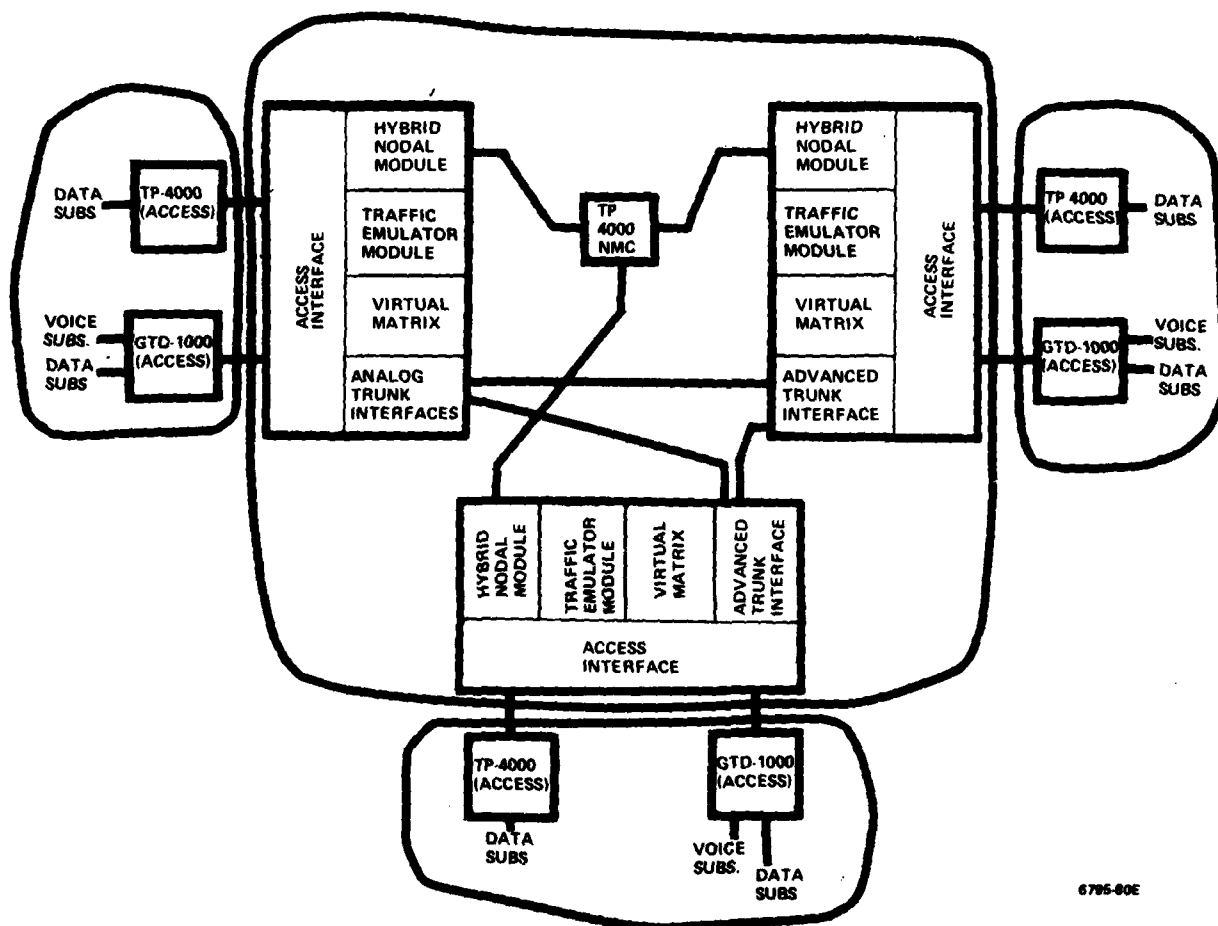 DATA
SUBS
TP-4000
(ACCESS)
VOICE
SUBS.
DATA
SUBS
GTD-1000
(ACCESS)
ACCESS
INTERFACE
HYBRID
NODAL
MODULE
TRAFFIC
EMULATOR
MODULE
VIRTUAL
MATRIX
ANALOG
TRUNK
INTERFACES
TP
4000
NMC
HYBRID
NODAL
MODULE
TRAFFIC
EMULATOR
MODULE
VIRTUAL
MATRIX
ADVANCED
TRUNK
INTERFACE
ACCESS
INTERFACE
TP 4000
(ACCESS)
DATA
SUBS
GTD-1000
(ACCESS)
VOICE
SUBS.
DATA
SUBS
HYBRID
NODAL
MODULE
TRAFFIC
EMULATOR
MODULE
VIRTUAL
MATRIX
ADVANCED
TRUNK
INTERFACE
ACCESS
INTERFACE
TP-4000
(ACCESS)
DATA
SUBS
GTD-1000
(ACCESS)
VOICE
SUBS.
DATA
SUBS
6795-80E